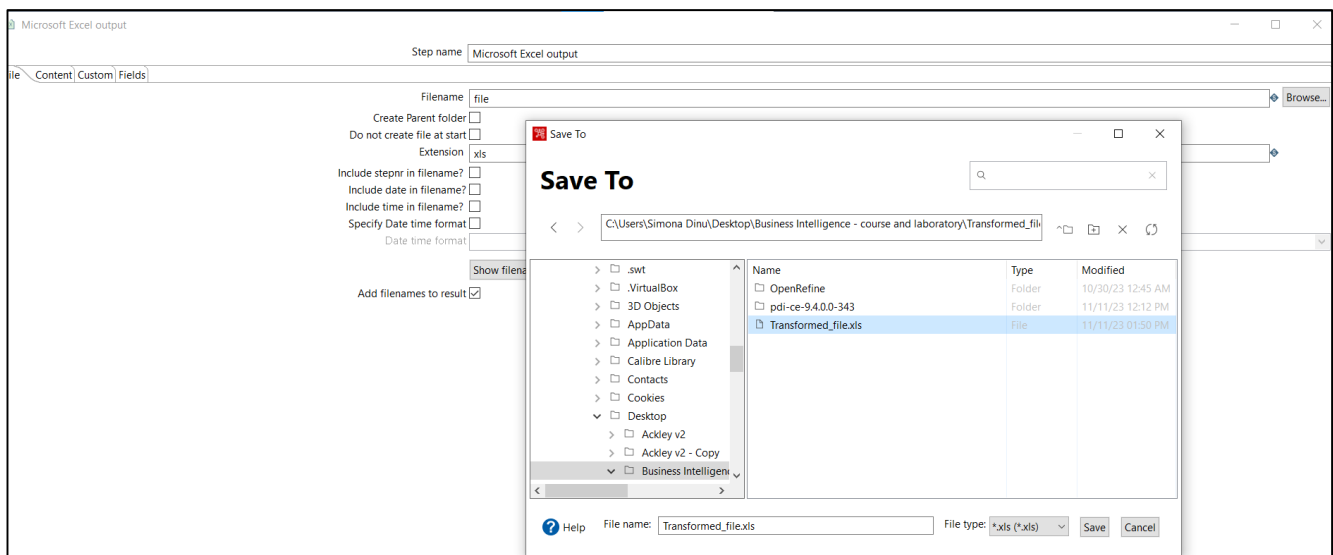 Microsoft Excel output
Step name Microsoft Excel output
ile Content Custom Fields
Filename file Browse...
Create Parent folder
Do not create file at start
Extension xls
Include stepnr in filename?
Include date in filename?
Include time in filename?
Specify Date time format
Date time format
Show filena
Add filenames to result
Save To
Save To
C:\Users\Simona Dinu\Desktop\Business Intelligence - course and laboratory\Transformed_fil
.swt
.VirtualBox
3D Objects
AppData
Application Data
Calibre Library
Contacts
Cookies
Desktop
Ackley v2
Ackley v2 - Copy
Business Intelligen
Name Type Modified
OpenRefine Folder 10/30/23 12:45 AM
pdi-ce-9.4.0.0-343 Folder 11/11/23 12:12 PM
Transformed_file.xls File 11/11/23 01:50 PM
Help File name: Transformed_file.xls File type: *.xls (*.xls) Save Cancel